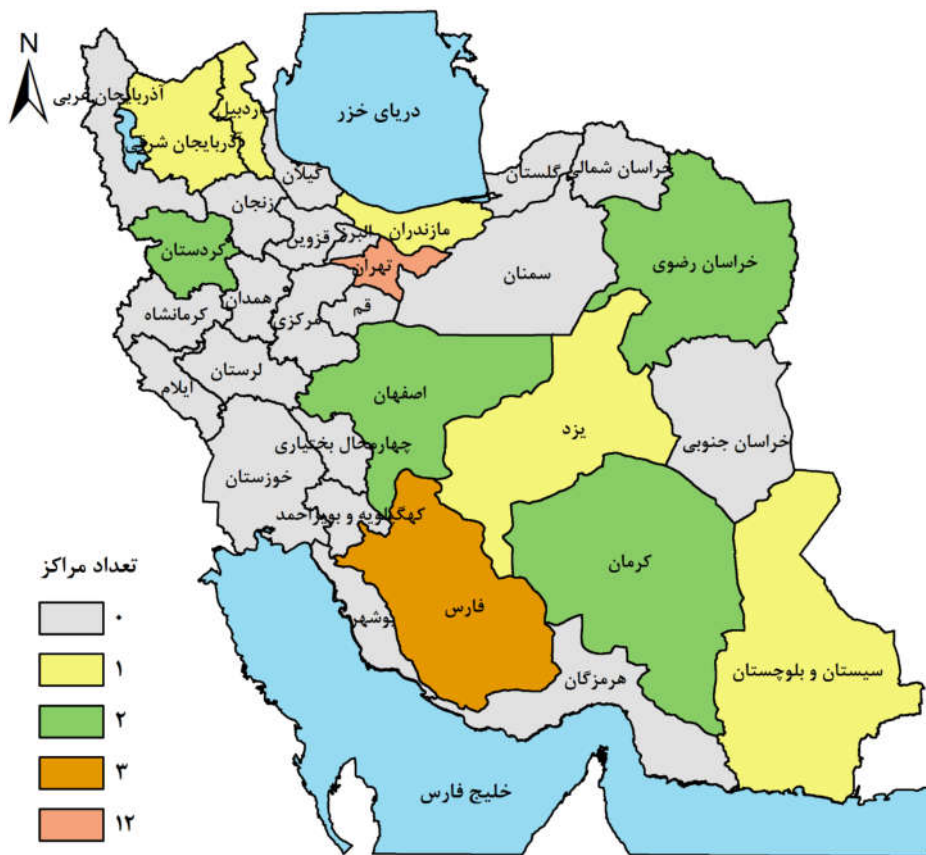 N
دریای خزر
آذربایجان غربی
اردبیل
آذربایجان شرقی
گیلان
گلستان
خراسان شمالی
زنجان
مازندران
قزوین
البرز
کردستان
تهران
سمنان
خراسان رضوی
همدان
قم
کرمانشاه
مرکزی
لرستان
ایلام
اصفهان
یزد
چهارمحال بختیاری
خراسان جنوبی
خوزستان
کهگیلویه و بویراحمد
کرمان
فارس
بوشهر
سیستان و بلوچستان
هرمزگان
خلیج فارس
تعداد مراکز
۰
۱
۲
۳
۱۲